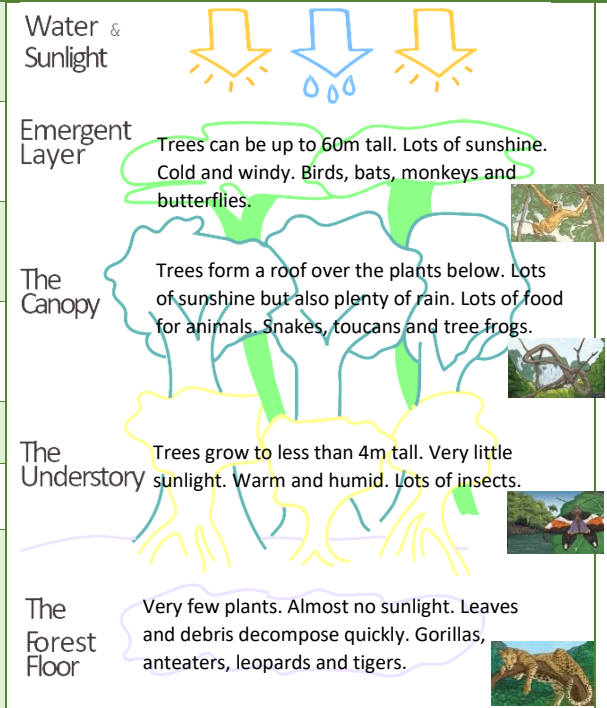 Water &
Sunlight
Emergent
Layer
Trees can be up to 60m tall. Lots of sunshine.
Cold and windy. Birds, bats, monkeys and
butterflies.
The
Canopy
Trees form a roof over the plants below. Lots
of sunshine but also plenty of rain. Lots of food
for animals. Snakes, toucans and tree frogs.
The
Understory
Trees grow to less than 4m tall. Very little
sunlight. Warm and humid. Lots of insects.
The
Forest
Floor
Very few plants. Almost no sunlight. Leaves
and debris decompose quickly. Gorillas,
anteaters, leopards and tigers.